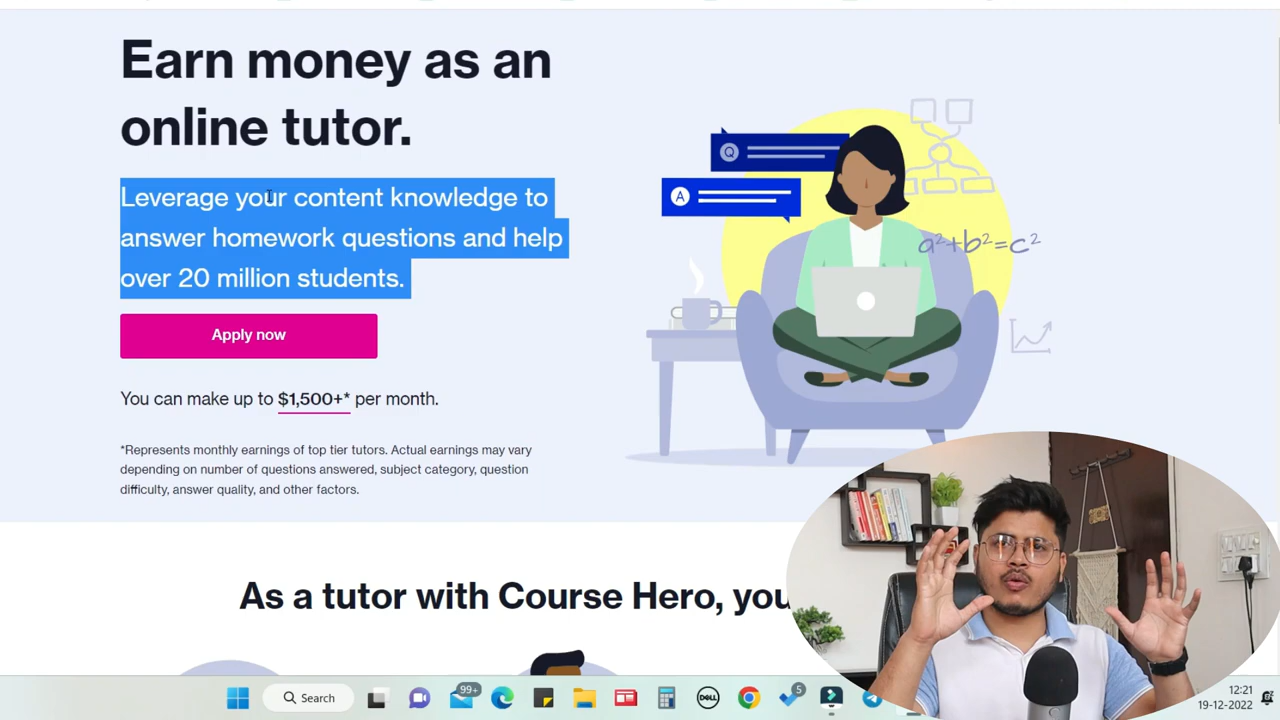 Earn money as an
online tutor.
Leverage your content knowledge to
answer homework questions and help
over 20 million students.
Apply now
You can make up to $1,500+* per month.
*Represents monthly earnings of top tier tutors. Actual earnings may vary
depending on number of questions answered, subject category, question
difficulty, answer quality, and other factors.
Q
A
a²+b²=c²
As a tutor with Course Hero, you
Search
99+
DELL
5
12:21
19-12-2022